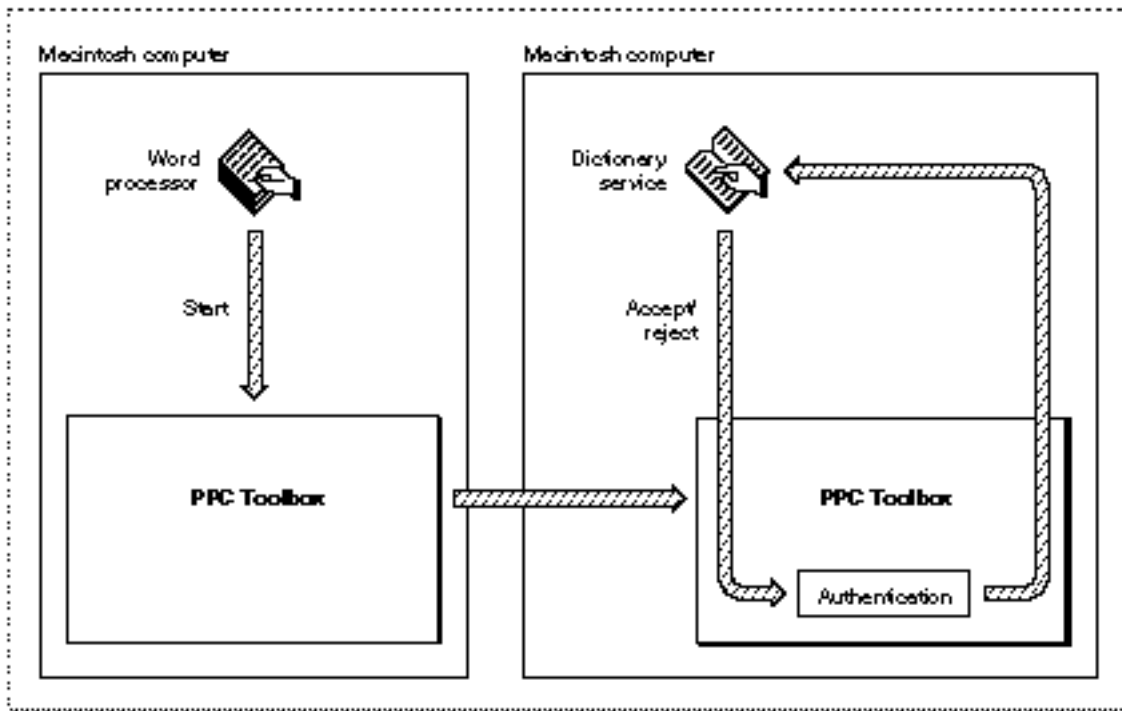 Macintosh computer
Word
processor
Start
PPC Toolbox
Macintosh computer
Dictionary
service
Accept/
reject
PPC Toolbox
Authentication